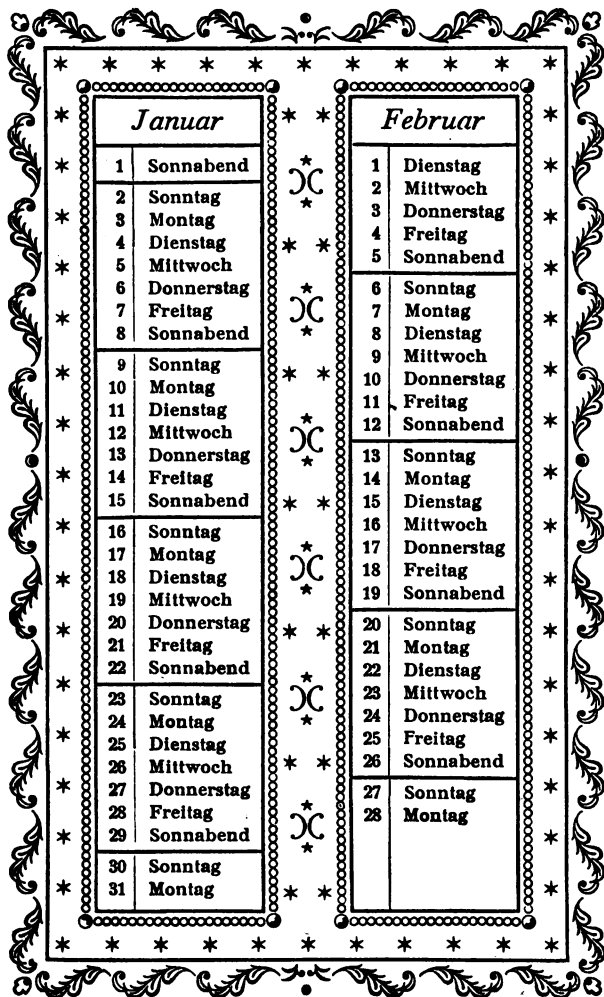 Januar
1 Sonnabend
2 Sonntag
3 Montag
4 Dienstag
5 Mittwoch
6 Donnerstag
7 Freitag
8 Sonnabend
9 Sonntag
10 Montag
11 Dienstag
12 Mittwoch
13 Donnerstag
14 Freitag
15 Sonnabend
16 Sonntag
17 Montag
18 Dienstag
19 Mittwoch
20 Donnerstag
21 Freitag
22 Sonnabend
23 Sonntag
24 Montag
25 Dienstag
26 Mittwoch
27 Donnerstag
28 Freitag
29 Sonnabend
30 Sonntag
31 Montag
Februar
1 Dienstag
2 Mittwoch
3 Donnerstag
4 Freitag
5 Sonnabend
6 Sonntag
7 Montag
8 Dienstag
9 Mittwoch
10 Donnerstag
11 Freitag
12 Sonnabend
13 Sonntag
14 Montag
15 Dienstag
16 Mittwoch
17 Donnerstag
18 Freitag
19 Sonnabend
20 Sonntag
21 Montag
22 Dienstag
23 Mittwoch
24 Donnerstag
25 Freitag
26 Sonnabend
27 Sonntag
28 Montag